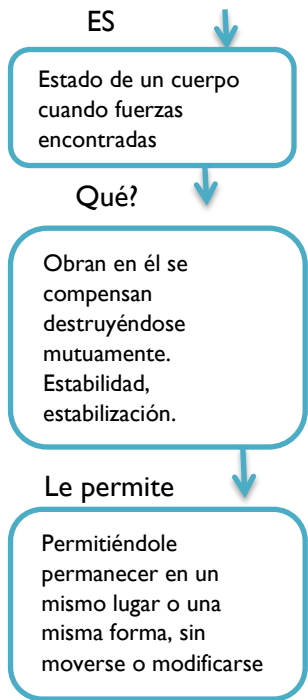 ES
Estado de un cuerpo
cuando fuerzas
encontradas
Qué?
Obran en él se
compensan
destruyéndose
mutuamente.
Estabilidad,
estabilización.
Le permite
Permitiéndole
permanecer en un
mismo lugar o una
misma forma, sin
moverse o modificarse